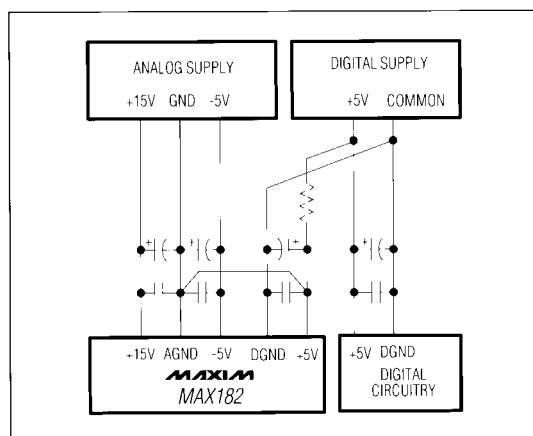 ANALOG SUPPLY
+15V GND -5V
DIGITAL SUPPLY
+5V COMMON
+ + + +
+15V AGND -5V DGND +5V
MAXIM
MAX182
+5V DGND
DIGITAL
CIRCUITRY